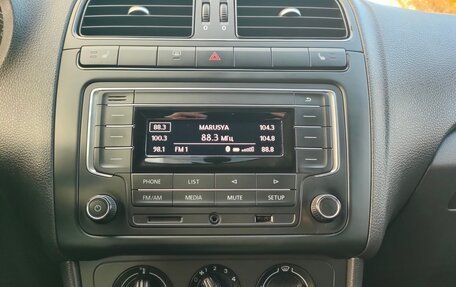 88.3 MARUSYA 104.3
100.3 88.3 МГц 104.8
98.1 FM 1 88.8
PHONE LIST
FM/AM MEDIA MUTE SETUP